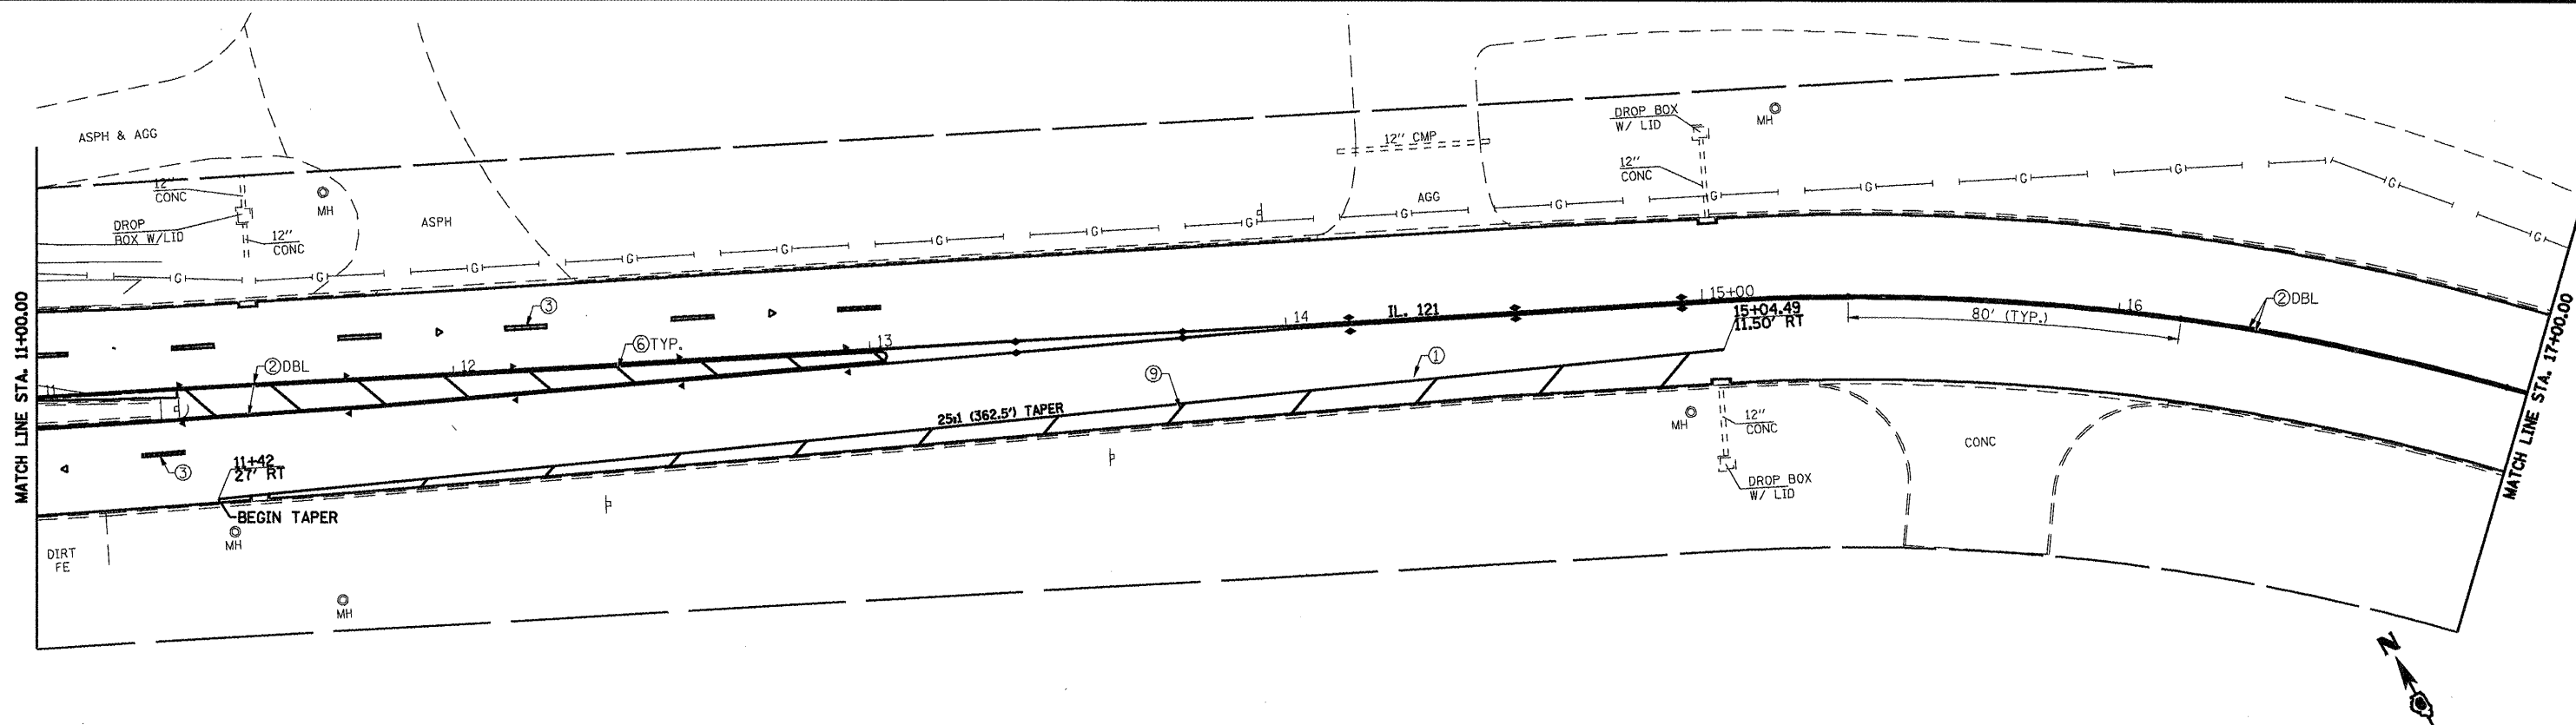 ASPH & AGG
12" CONC
MH
DROP
BOX W/LID
12"
CONC
ASPH
G G G G G G G G G G G G G G G G
12" CMP
AGG
DROP BOX
W/ LID
MH
12"
CONC
MATCH LINE STA. 11+00.00
11
③
②DBL
12
⑥TYP.
13
14
IL. 121
15+00
15+04.49
11.50' RT
80' (TYP.)
16
②DBL
MATCH LINE STA. 17+00.00
③
11+42
27' RT
BEGIN TAPER
25:1 (362.5') TAPER
⑨
①
MH
12"
CONC
DROP BOX
W/ LID
CONC
DIRT
FE
MH
MH
N